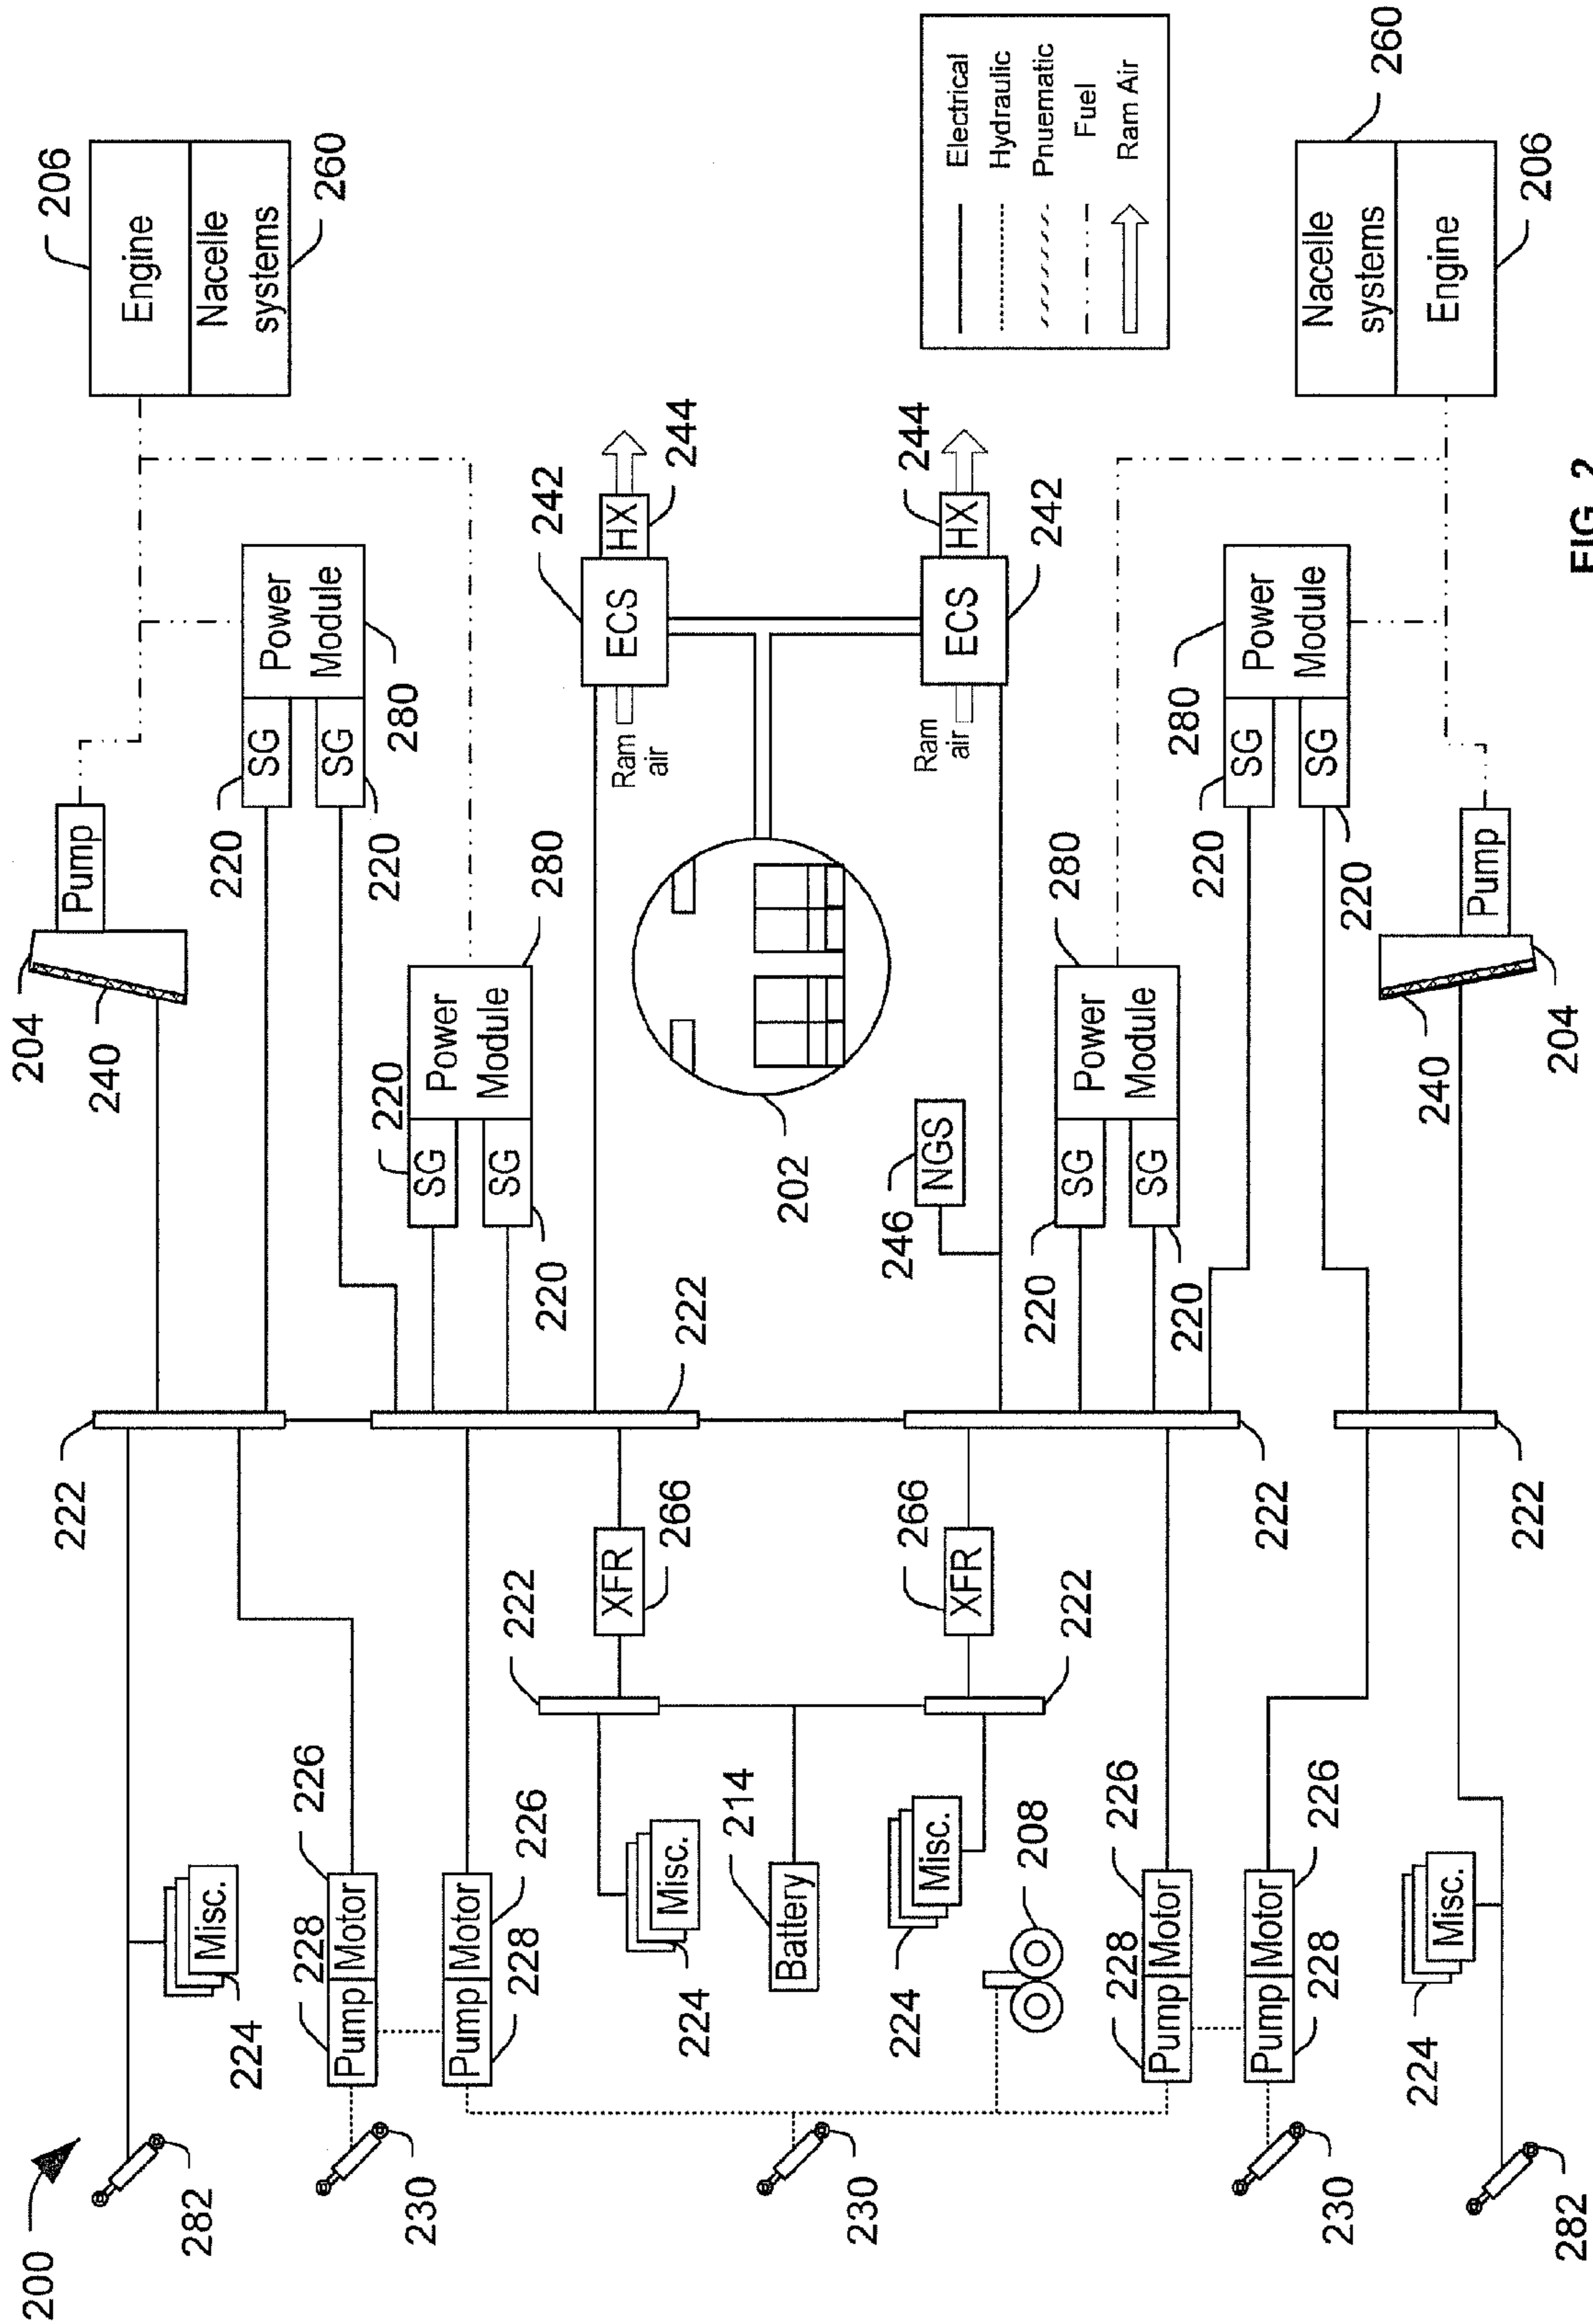 200
204
206
222
Pump
240
Engine
282
Misc.
Nacelle
systems
220
224
SG
Power
228
226
260
SG
Module
Pump
Motor
220
220
280
230
SG
Power
Pump
Motor
SG
Module
228
226
222
220
280
242
XFR
ECS
HX
Ram
air
266
222
244
Misc.
224
214
202
Battery
230
224
Misc.
246
NGS
Ram
air
266
XFR
ECS
HX
244
222
208
242
Electrical
Hydraulic
Pnuematic
Fuel
Ram Air
220
280
SG
Power
228
226
SG
Module
Pump
Motor
222
220
280
220
SG
Power
Pump
Motor
SG
Module
228
226
230
220
Nacelle
systems
260
224
Misc.
240
Engine
Pump
222
204
206
282
FIG. 2